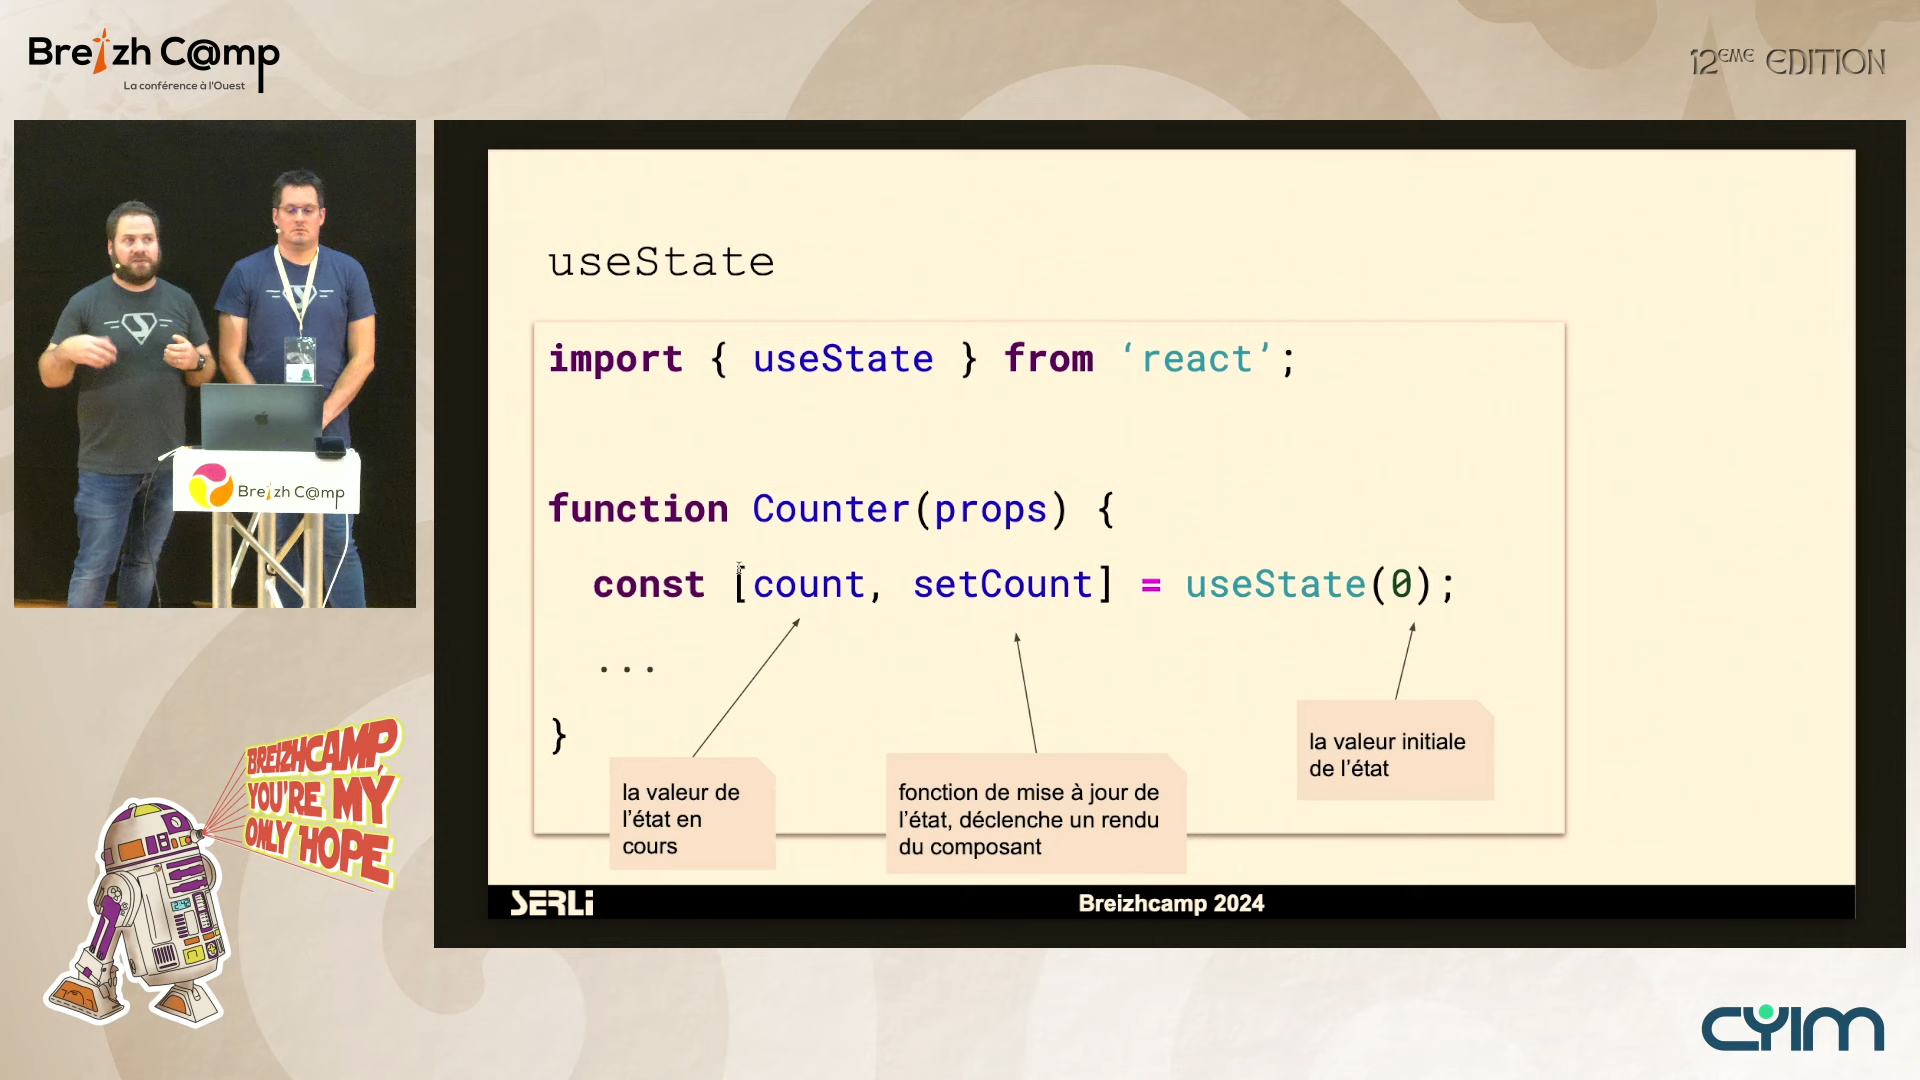 Breizh C@mp
La conférence à l'Ouest
12EME EDITION
Breizh C@mp
BREIZHCAMP,
YOU'RE MY
ONLY HOPE
useState
import { useState } from ‘react’;
function Counter(props) {
const [count, setCount] = useState(0);
...
}
la valeur de
l’état en
cours
fonction de mise à jour de
l’état, déclenche un rendu
du composant
la valeur initiale
de l’état
SERLI
Breizhcamp 2024
CYIM